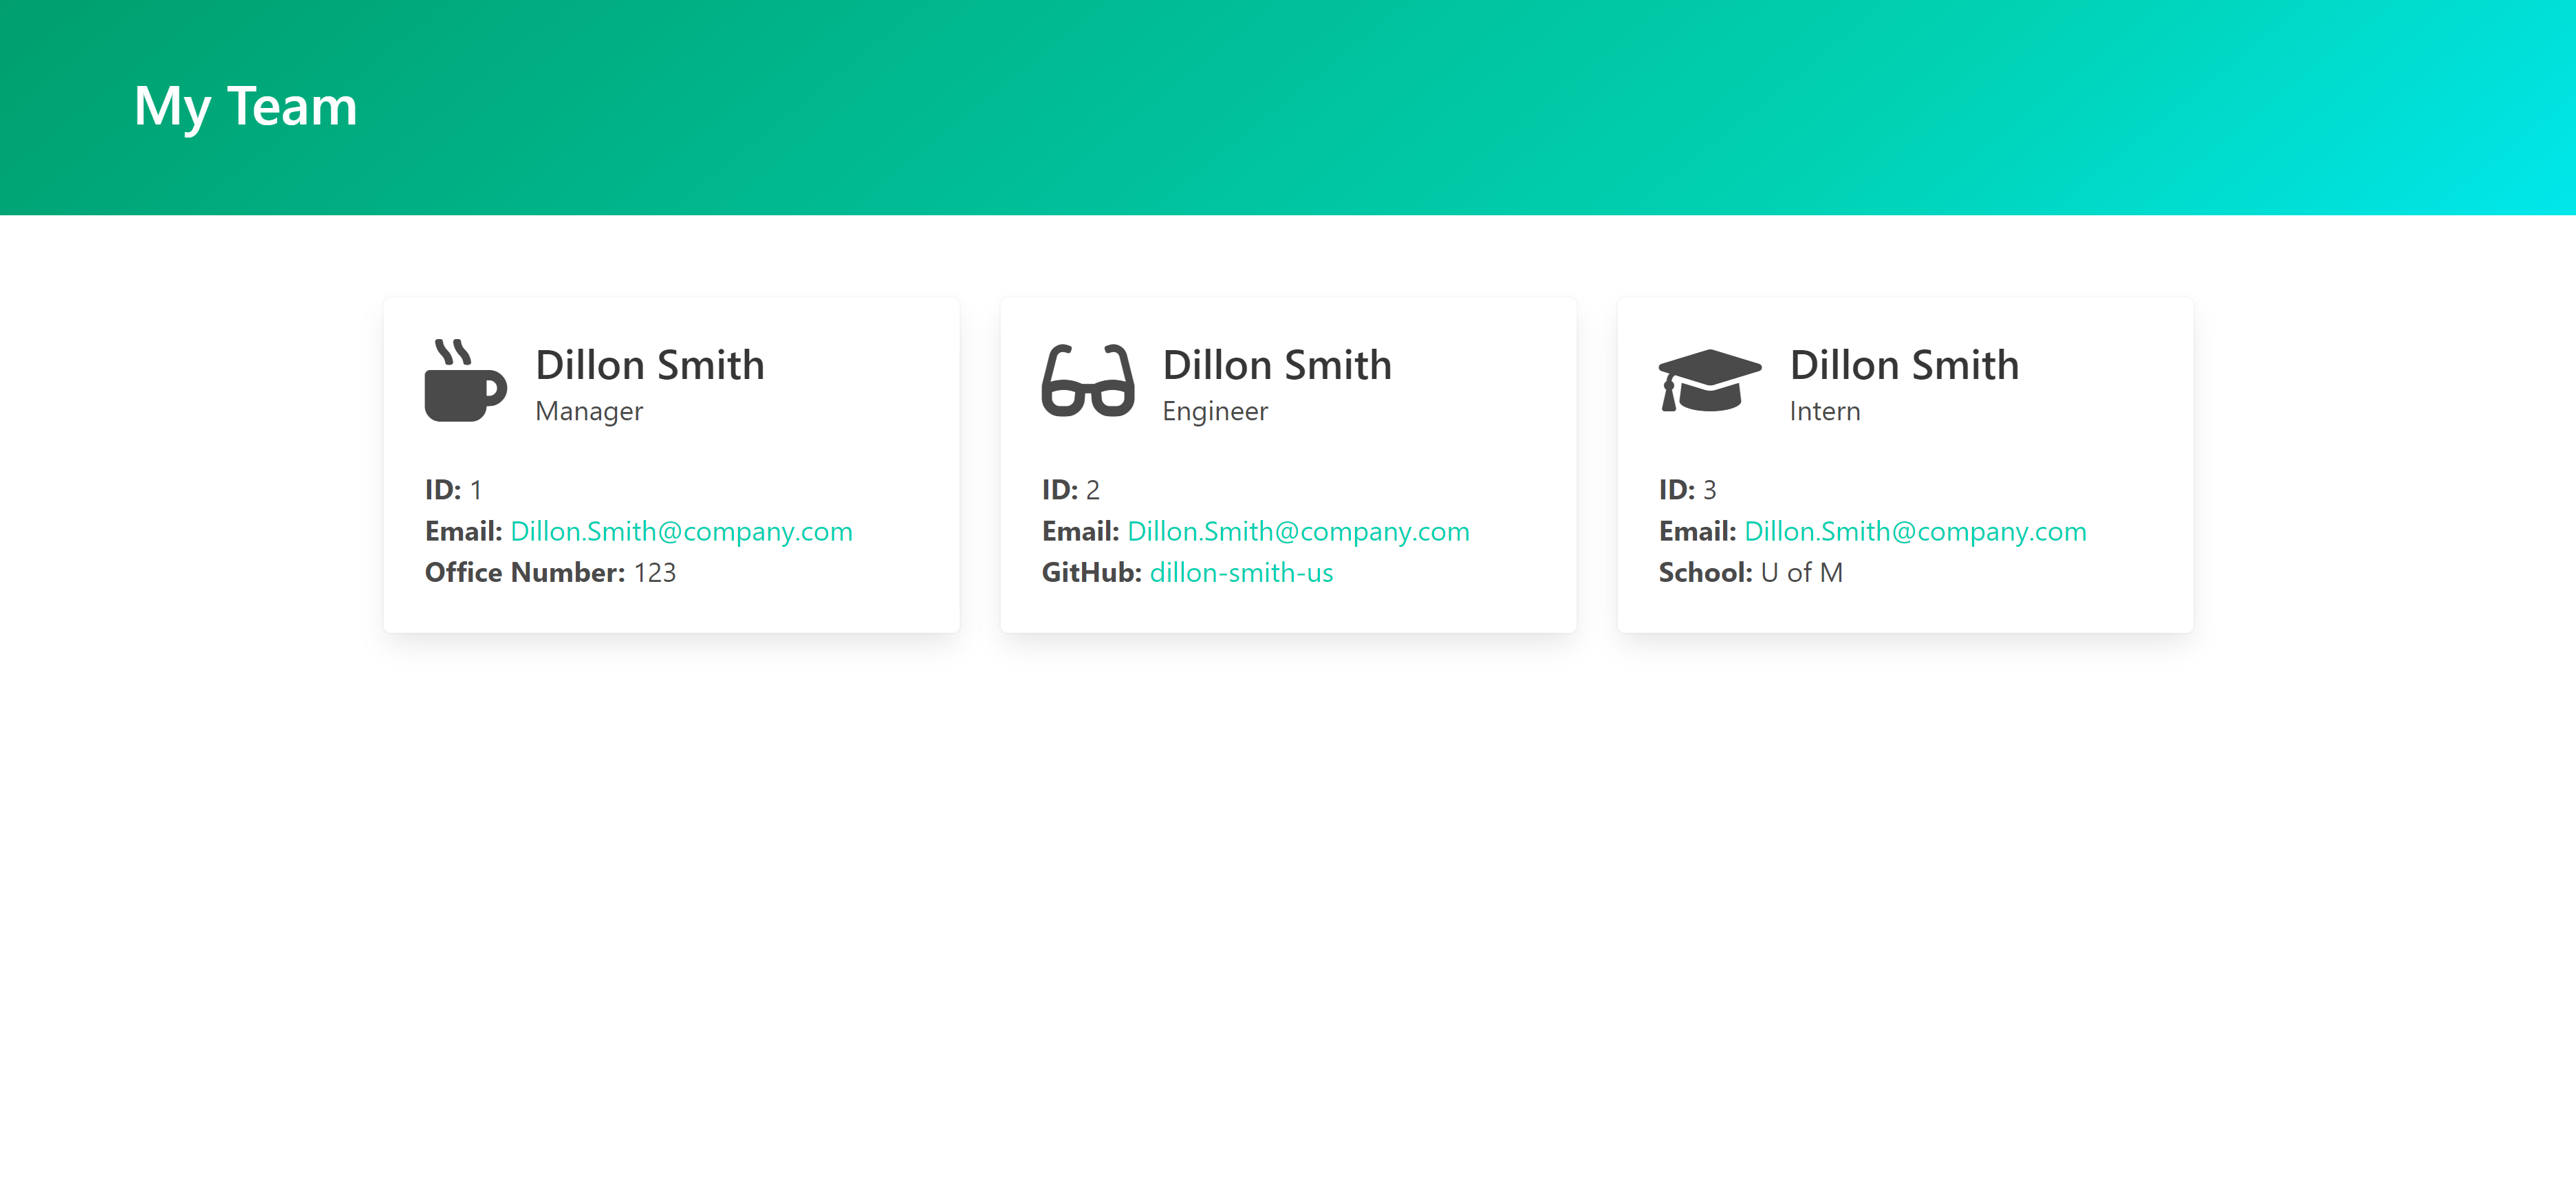 My Team
Dillon Smith
Manager
ID: 1
Email: Dillon.Smith@company.com
Office Number: 123
Dillon Smith
Engineer
ID: 2
Email: Dillon.Smith@company.com
GitHub: dillon-smith-us
Dillon Smith
Intern
ID: 3
Email: Dillon.Smith@company.com
School: U of M